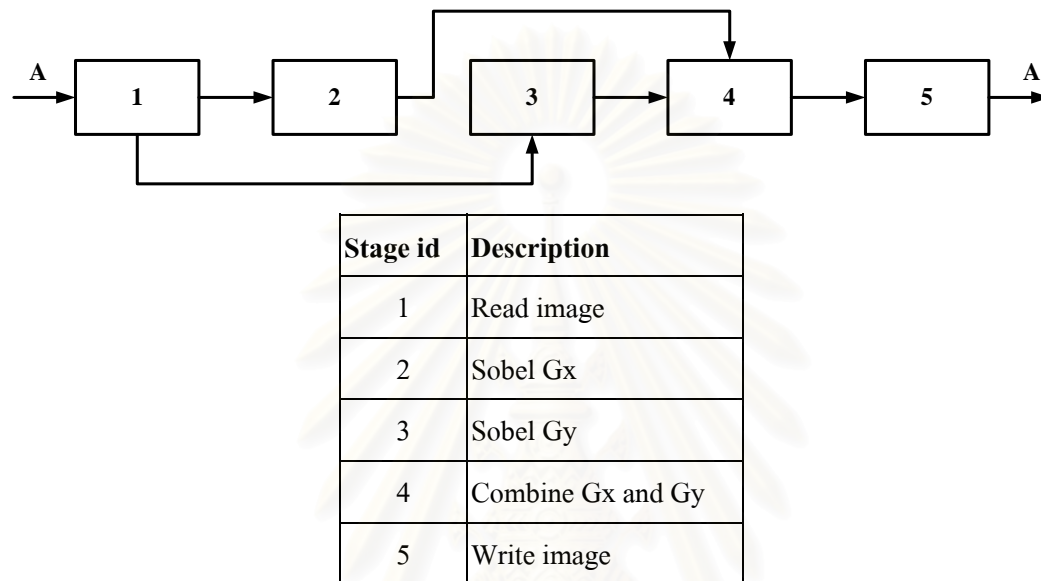 A 1 2 3 4 5 A
Stage id Description
1 Read image
2 Sobel Gx
3 Sobel Gy
4 Combine Gx and Gy
5 Write image